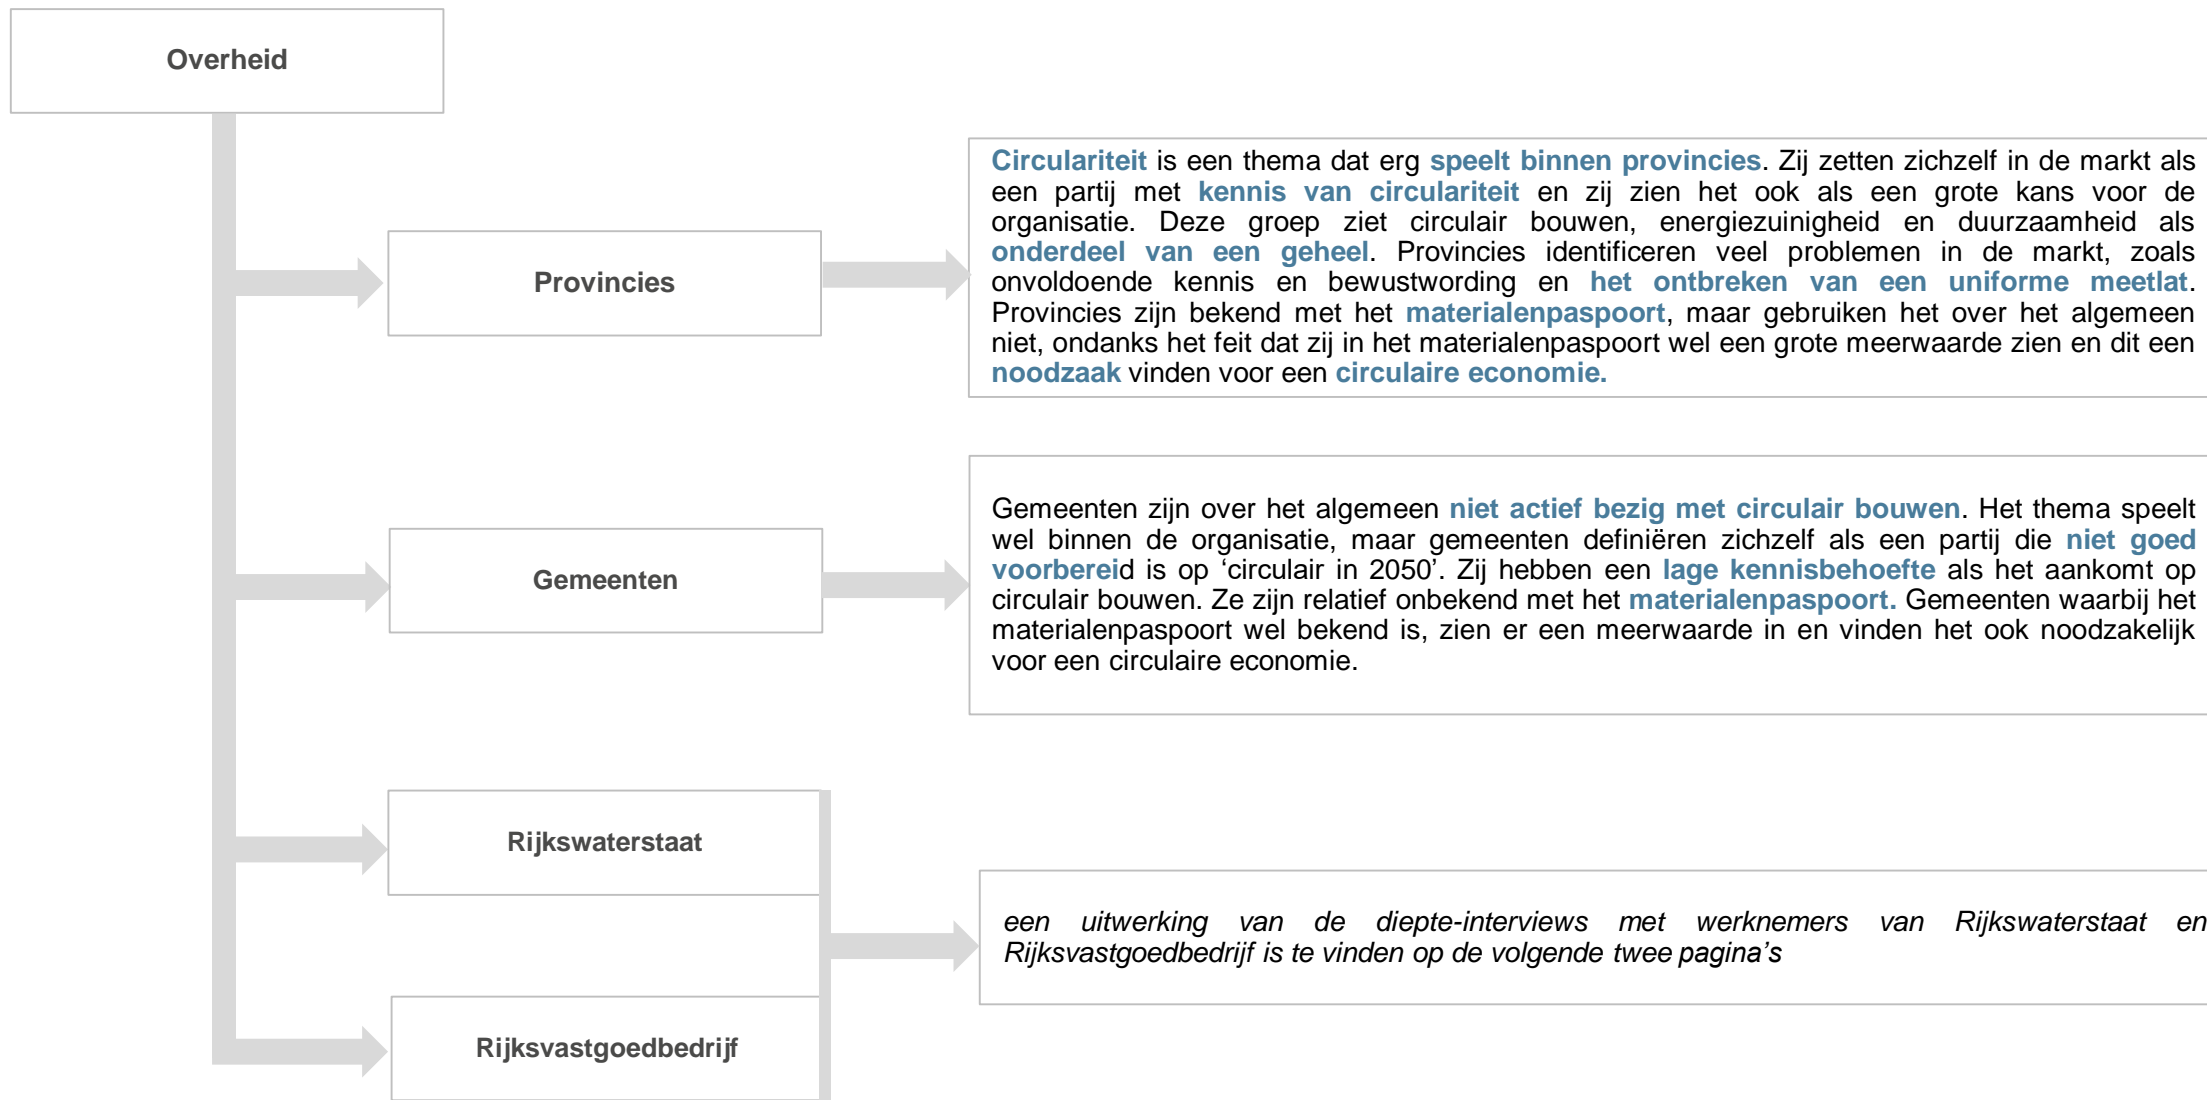 Overheid
Provincies
Circulariteit is een thema dat erg speelt binnen provincies. Zij zetten zichzelf in de markt als
een partij met kennis van circulariteit en zij zien het ook als een grote kans voor de
organisatie. Deze groep ziet circulair bouwen, energiezuinigheid en duurzaamheid als
onderdeel van een geheel. Provincies identificeren veel problemen in de markt, zoals
onvoldoende kennis en bewustwording en het ontbreken van een uniforme meetlat.
Provincies zijn bekend met het materialenpaspoort, maar gebruiken het over het algemeen
niet, ondanks het feit dat zij in het materialenpaspoort wel een grote meerwaarde zien en dit een
noodzaak vinden voor een circulaire economie.
Gemeenten
Gemeenten zijn over het algemeen niet actief bezig met circulair bouwen. Het thema speelt
wel binnen de organisatie, maar gemeenten definiëren zichzelf als een partij die niet goed
voorbereid is op ‘circulair in 2050’. Zij hebben een lage kennisbehoefte als het aankomt op
circulair bouwen. Ze zijn relatief onbekend met het materialenpaspoort. Gemeenten waarbij het
materialenpaspoort wel bekend is, zien er een meerwaarde in en vinden het ook noodzakelijk
voor een circulaire economie.
Rijkswaterstaat
Rijksvastgoedbedrijf
een uitwerking van de diepte-interviews met werknemers van Rijkswaterstaat en
Rijksvastgoedbedrijf is te vinden op de volgende twee pagina’s